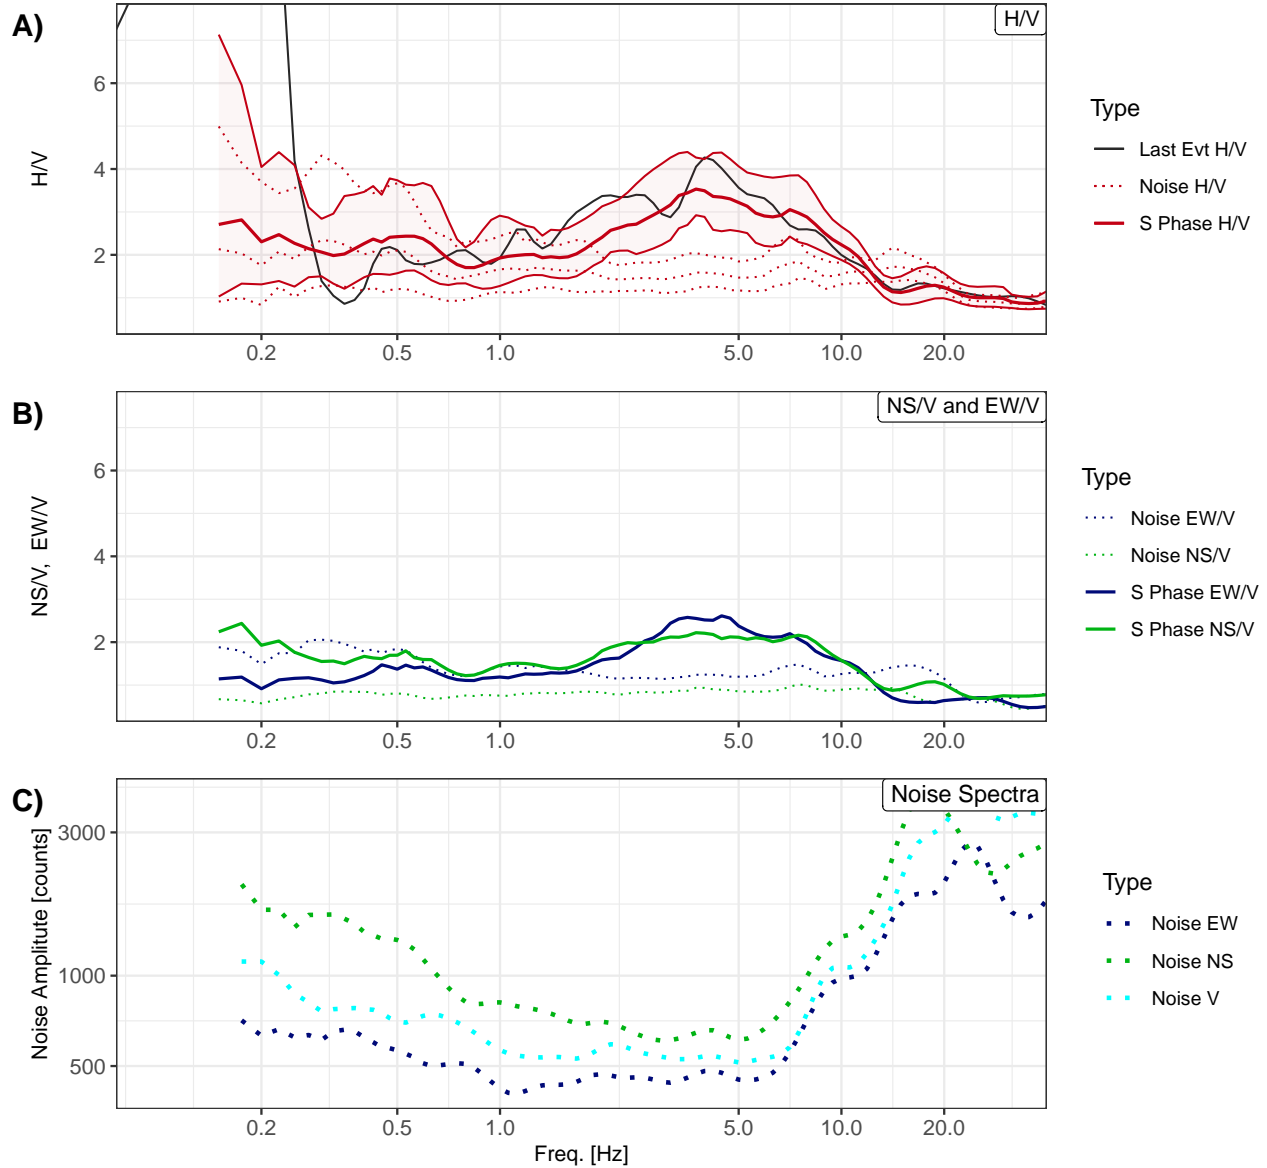 A)
H/V
H/V
6
4
2
0.2 0.5 1.0 5.0 10.0 20.0
Type
Last Evt H/V
Noise H/V
S Phase H/V
B)
NS/V and EW/V
NS/V, EW/V
6
4
2
0.2 0.5 1.0 5.0 10.0 20.0
Type
Noise EW/V
Noise NS/V
S Phase EW/V
S Phase NS/V
C)
Noise Spectra
Noise Amplitute [counts]
3000
1000
500
0.2 0.5 1.0 5.0 10.0 20.0
Freq. [Hz]
Type
Noise EW
Noise NS
Noise V